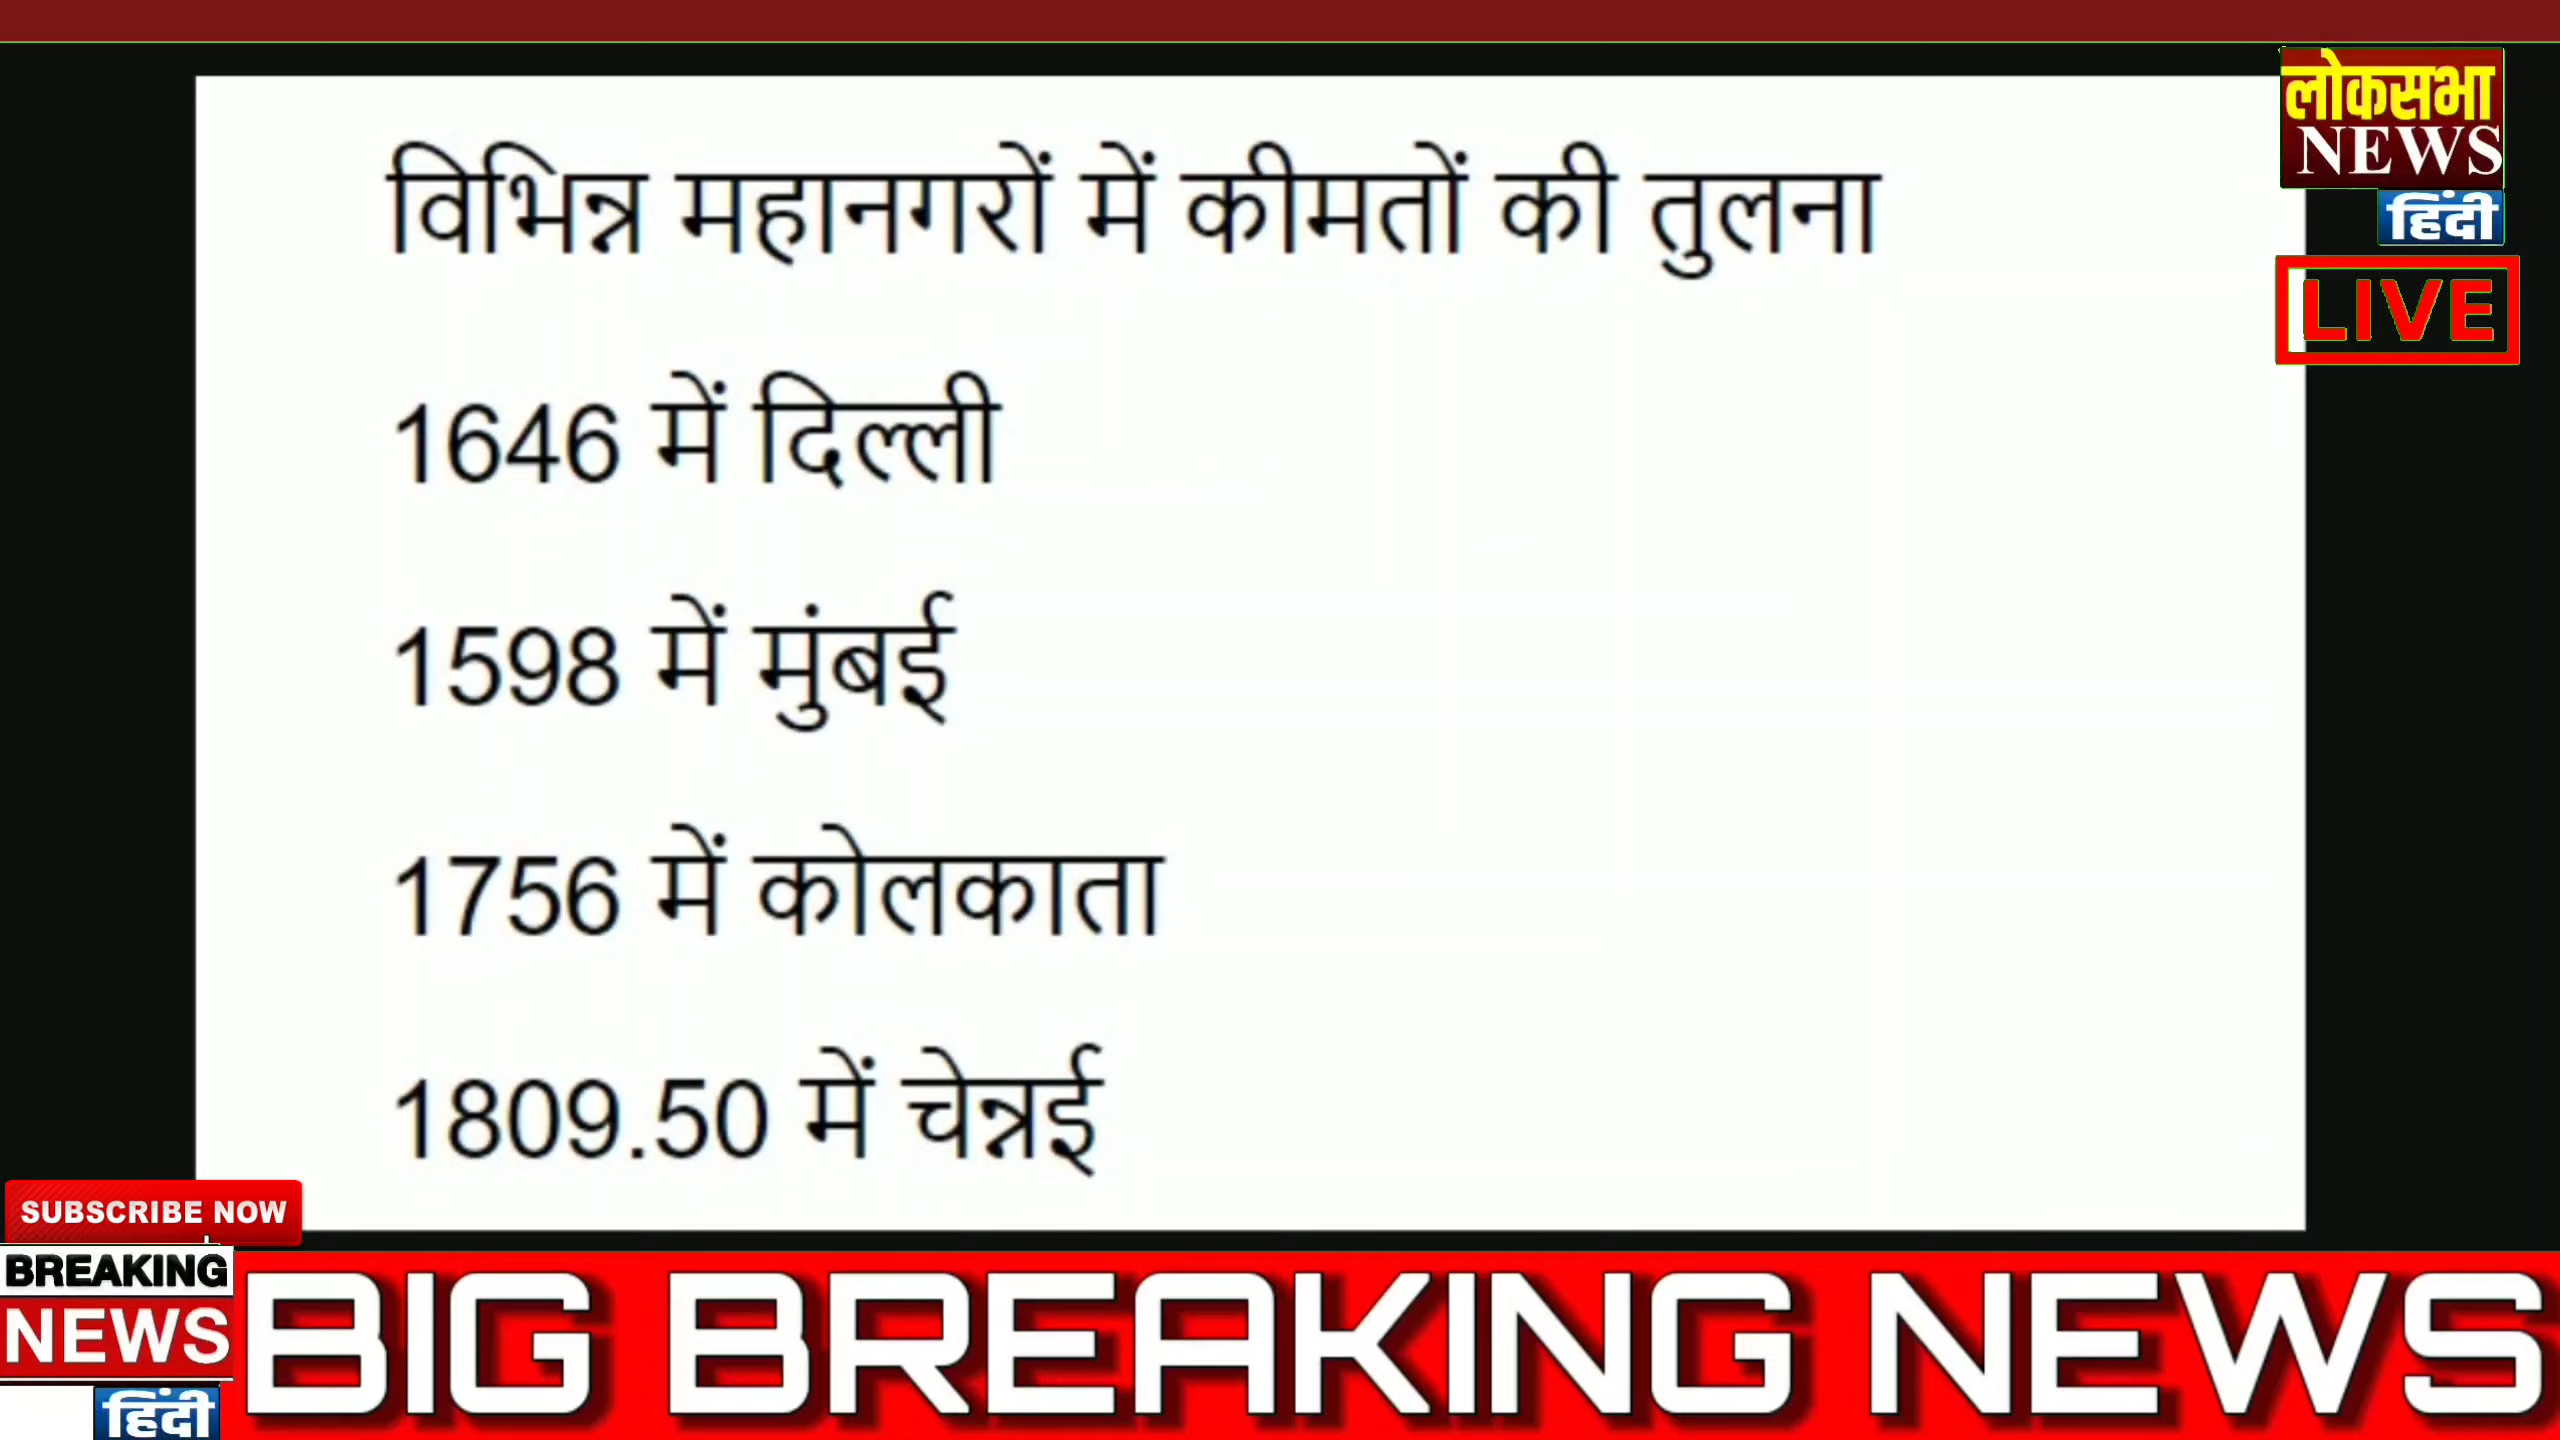 लोकसभा
NEWS
हिंदी
LIVE
विभिन्न महानगरों में कीमतों की तुलना
1646 में दिल्ली
1598 में मुंबई
1756 में कोलकाता
1809.50 में चेन्नई
SUBSCRIBE NOW
BREAKING
NEWS
हिंदी
BIG BREAKING NEWS